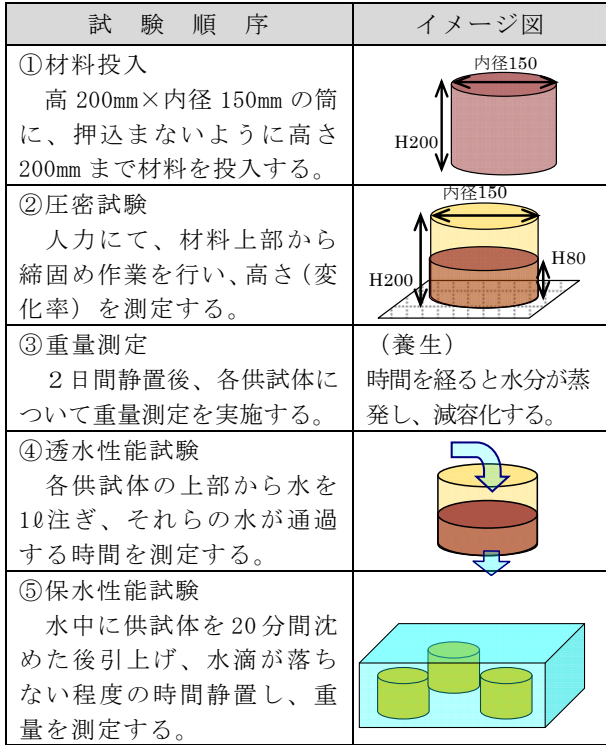 試　験　順　序
イメージ図
①材料投入
　高 200㎜×内径 150㎜ の筒
に、押込まないように高さ
200㎜ まで材料を投入する。
内径150
H200
②圧密試験
　人力にて、材料上部から
締固め作業を行い、高さ（変
化率）を測定する。
内径150
H80
H200
③重量測定
　２日間静置後、各供試体に
ついて重量測定を実施する。
（養生）
時間を経ると水分が蒸
発し、減容化する。
④透水性能試験
　各供試体の上部から水を
1ℓ注ぎ、それらの水が通過
する時間を測定する。
⑤保水性能試験
　水中に供試体を 20 分間沈
めた後引上げ、水滴が落ち
ない程度の時間静置し、重
量を測定する。